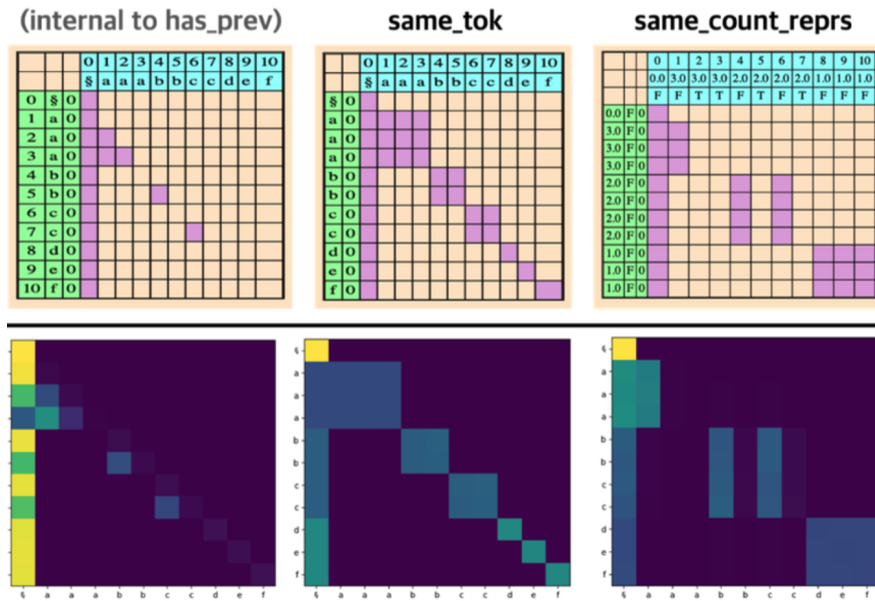 (internal to has_prev) same_tok same_count_reprs
0 1 2 3 4 5 6 7 8 9 10
§ a a a b b c c d e f
0 § 0
1 a 0
2 a 0
3 a 0
4 b 0
5 b 0
6 c 0
7 c 0
8 d 0
9 e 0
10 f 0
0 1 2 3 4 5 6 7 8 9 10
§ a a a b b c c d e f
§ 0
a 0
a 0
a 0
b 0
b 0
c 0
c 0
d 0
e 0
f 0
0 1 2 3 4 5 6 7 8 9 10
0.0 3.0 3.0 3.0 2.0 2.0 2.0 2.0 1.0 1.0 1.0
F F T T F T F T F F F
0.0 F 0
3.0 F 0
3.0 F 0
3.0 F 0
2.0 F 0
2.0 F 0
2.0 F 0
2.0 F 0
1.0 F 0
1.0 F 0
1.0 F 0
§ a a a b b c c d e f
§
a
a
a
b
b
c
c
d
e
f
§ a a a b b c c d e f
§
a
a
a
b
b
c
c
d
e
f
§ a a a b b c c d e f